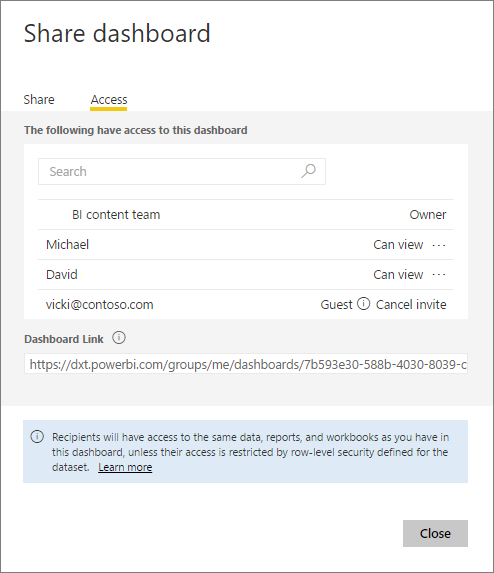 Share dashboard
Share Access
The following have access to this dashboard
Search
BI content team Owner
Michael Can view ...
David Can view ...
vicki@contoso.com Guest Cancel invite
Dashboard Link
https://dxt.powerbi.com/groups/me/dashboards/7b593e30-588b-4030-8039-c
Recipients will have access to the same data, reports, and workbooks as you have in
this dashboard, unless their access is restricted by row-level security defined for the
dataset. Learn more
Close